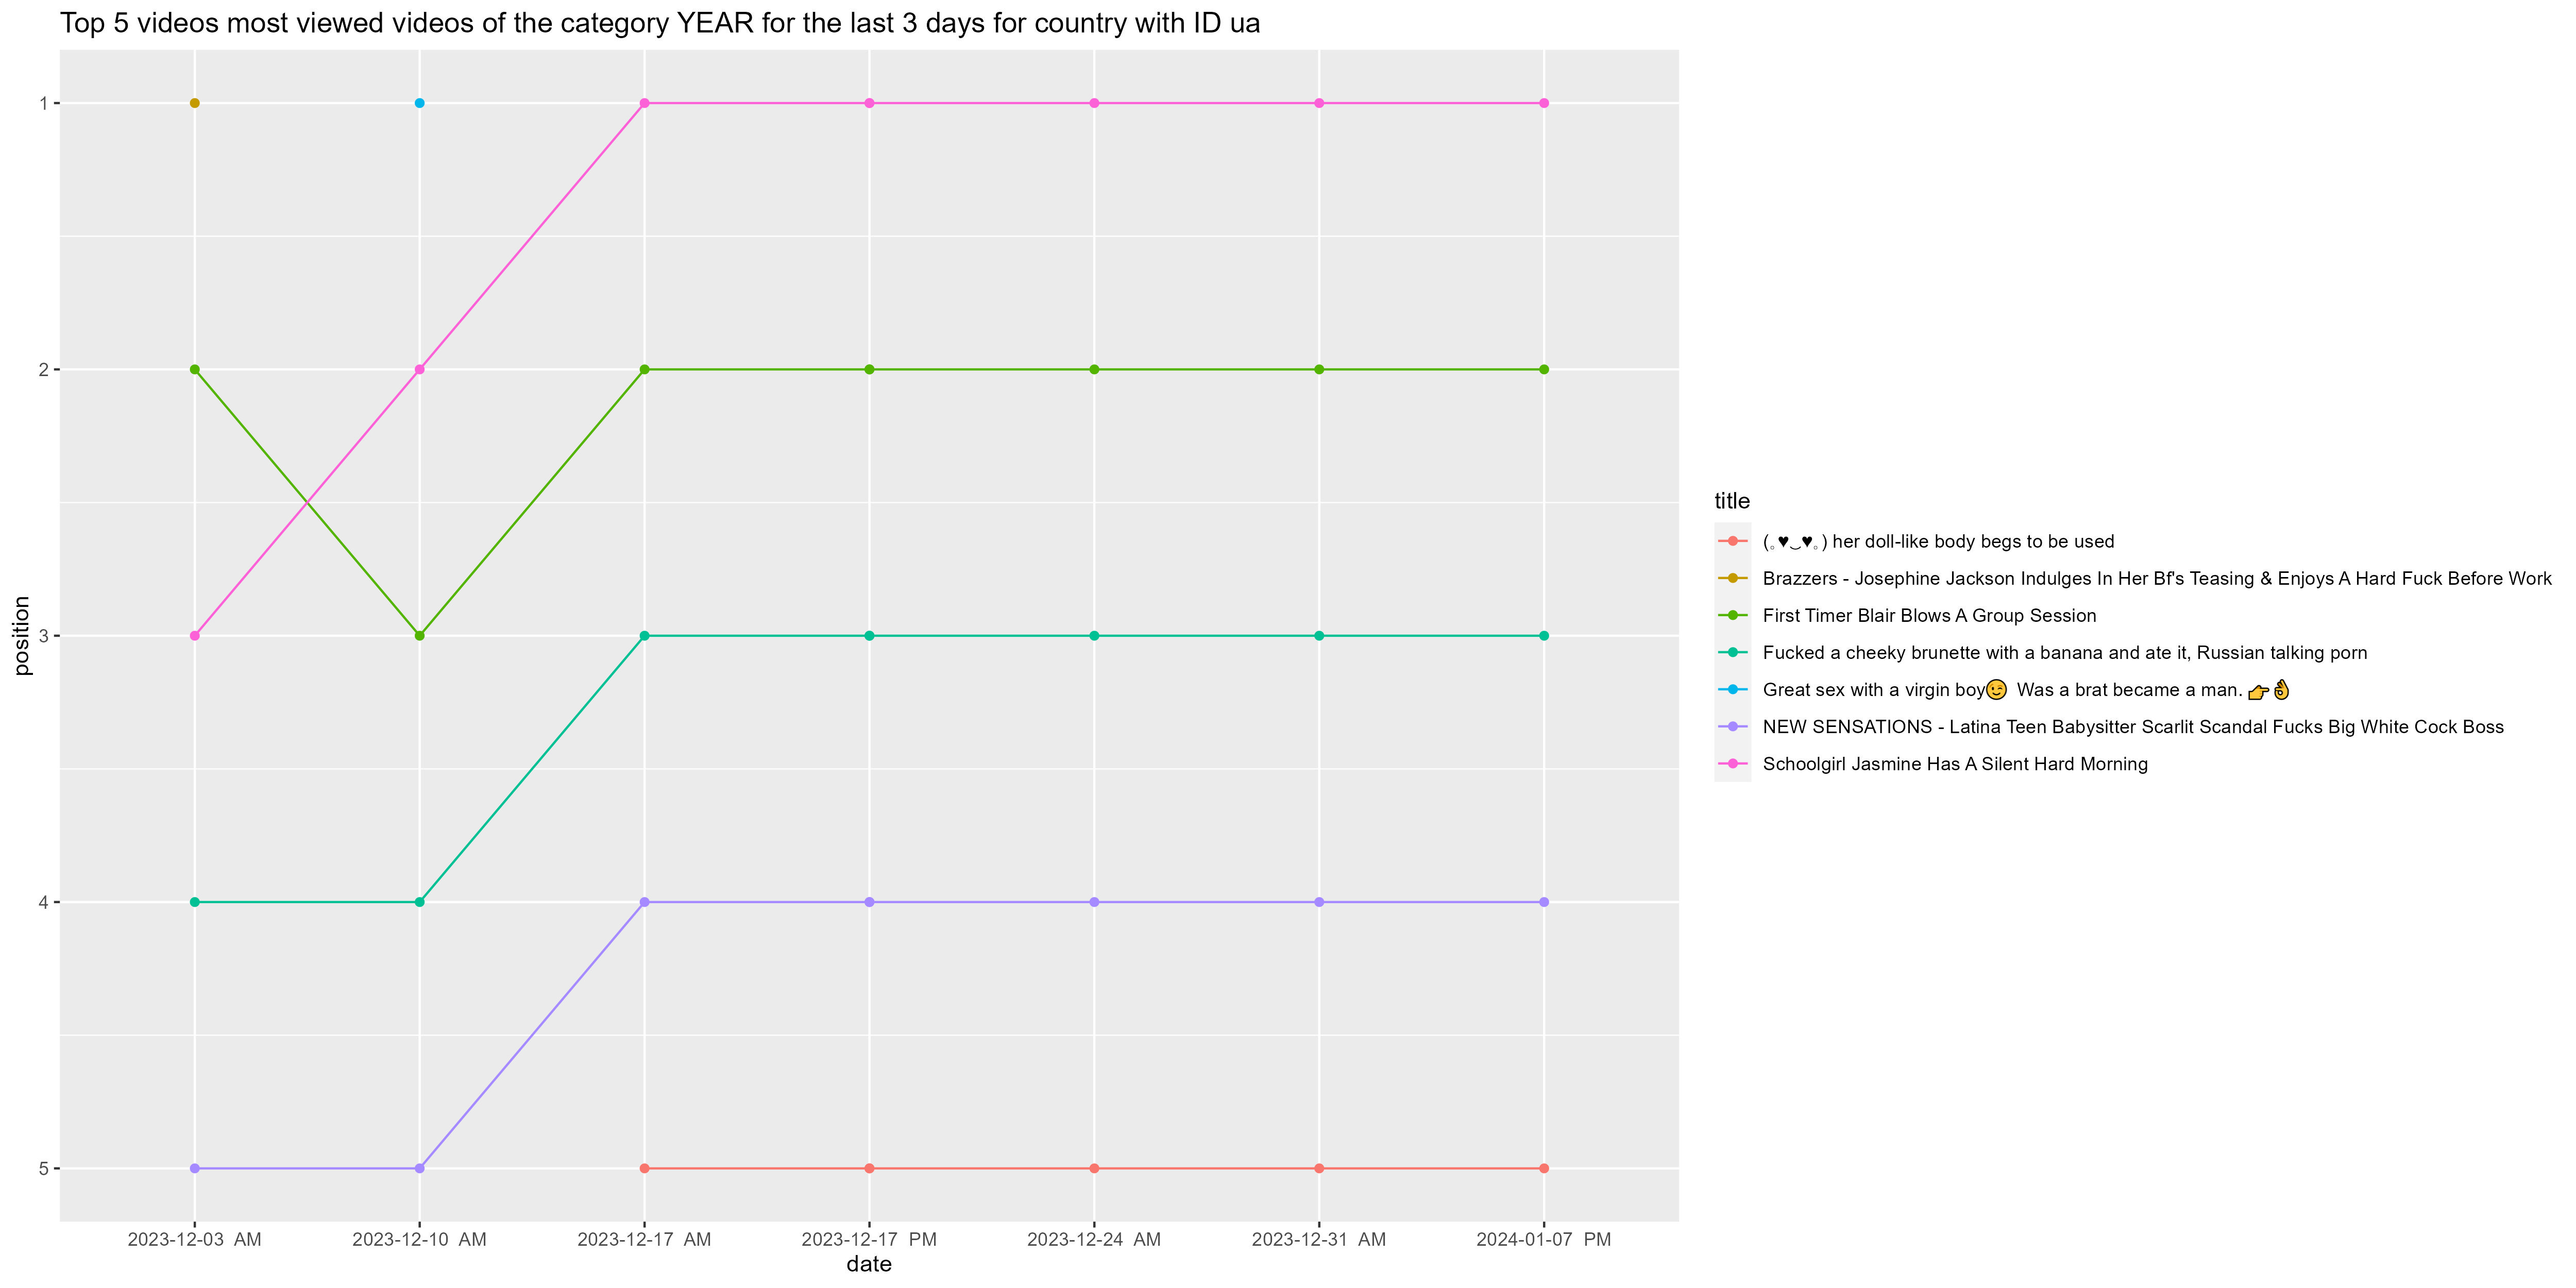 Top 5 videos most viewed videos of the category YEAR for the last 3 days for country with ID ua
1
2
3
4
5
position
2023-12-03 AM
2023-12-10 AM
2023-12-17 AM
2023-12-17 PM
2023-12-24 AM
2023-12-31 AM
2024-01-07 PM
date
title
(｡♥‿♥｡) her doll-like body begs to be used
Brazzers - Josephine Jackson Indulges In Her Bf's Teasing & Enjoys A Hard Fuck Before Work
First Timer Blair Blows A Group Session
Fucked a cheeky brunette with a banana and ate it, Russian talking porn
Great sex with a virgin boy😉 Was a brat became a man. 👉👌
NEW SENSATIONS - Latina Teen Babysitter Scarlit Scandal Fucks Big White Cock Boss
Schoolgirl Jasmine Has A Silent Hard Morning